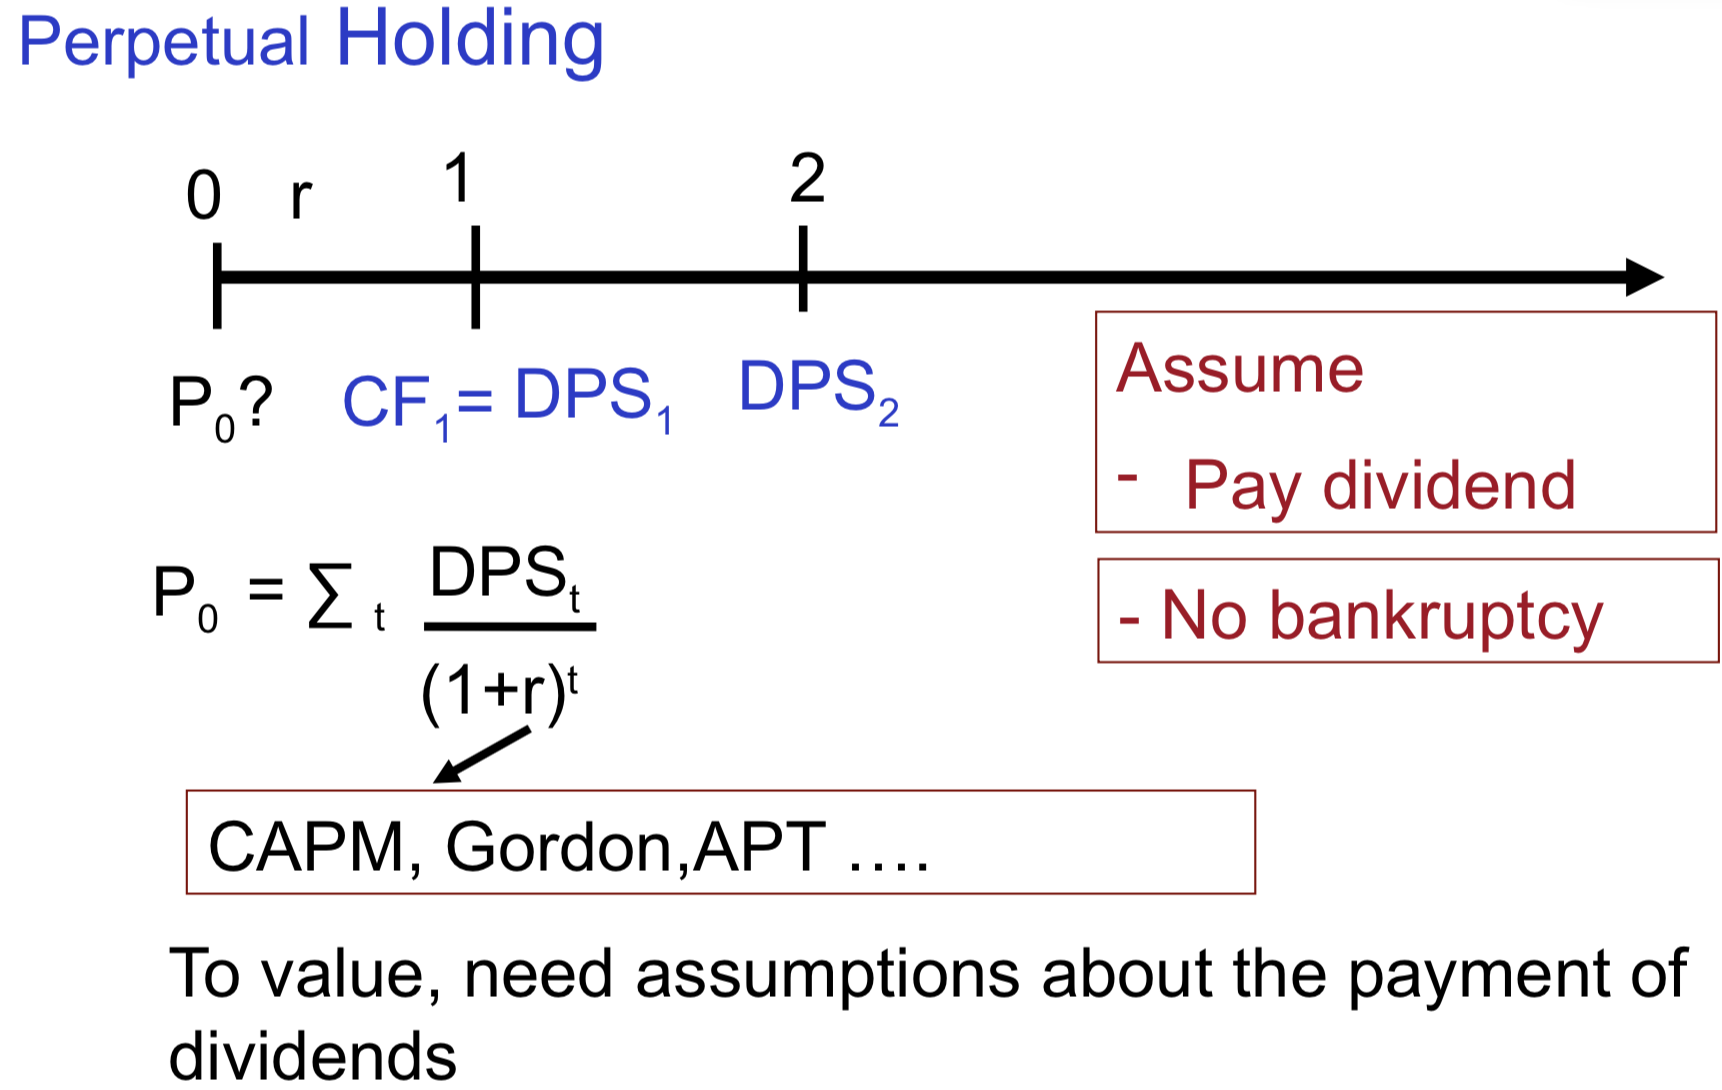 Perpetual Holding
0 r 1 2
P₀? CF₁= DPS₁ DPS₂
Assume
- Pay dividend
- No bankruptcy
P₀ = ∑ t DPSt
(1+r)ᵗ
CAPM, Gordon,APT ....
To value, need assumptions about the payment of
dividends